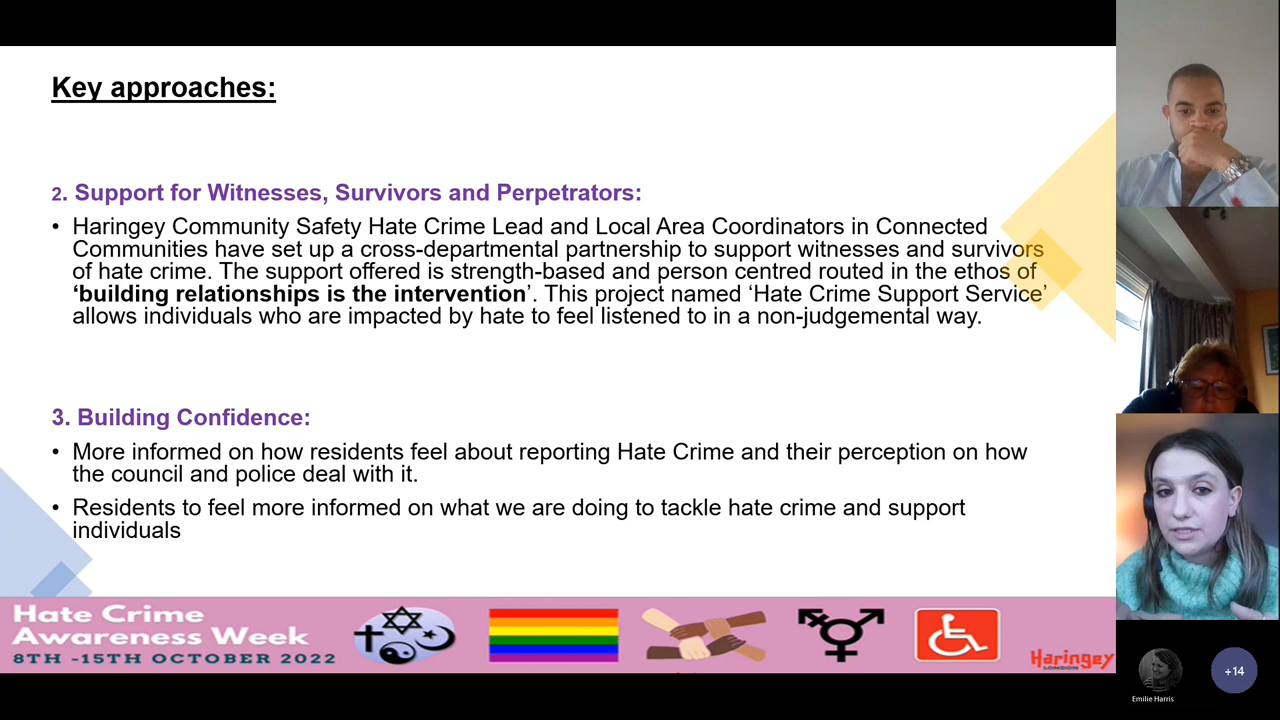 Key approaches:
2. Support for Witnesses, Survivors and Perpetrators:
• Haringey Community Safety Hate Crime Lead and Local Area Coordinators in Connected
Communities have set up a cross-departmental partnership to support witnesses and survivors
of hate crime. The support offered is strength-based and person centred routed in the ethos of
‘building relationships is the intervention’. This project named ‘Hate Crime Support Service’
allows individuals who are impacted by hate to feel listened to in a non-judgemental way.
3. Building Confidence:
• More informed on how residents feel about reporting Hate Crime and their perception on how
the council and police deal with it.
• Residents to feel more informed on what we are doing to tackle hate crime and support
individuals
Hate Crime
Awareness Week
8TH -15TH OCTOBER 2022
Haringey
LONDON
Emilie Harris
+14